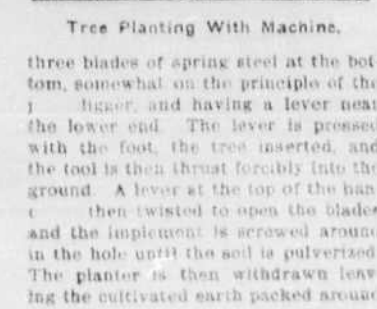 Tree Planting With Machine.
three blades of spring steel at the bot
tom, somewhat on the principle of the
digger, and having a lever near
the lower end. The lever is pressed
with the foot, the tree inserted, and
the tool is then thrust forcibly into the
ground. A lever at the top of the han
then twisted to open the blades
and the implement is screwed around
in the hole until the soil is pulverized
The planter is then withdrawn leav
ing the cultivated earth packed around